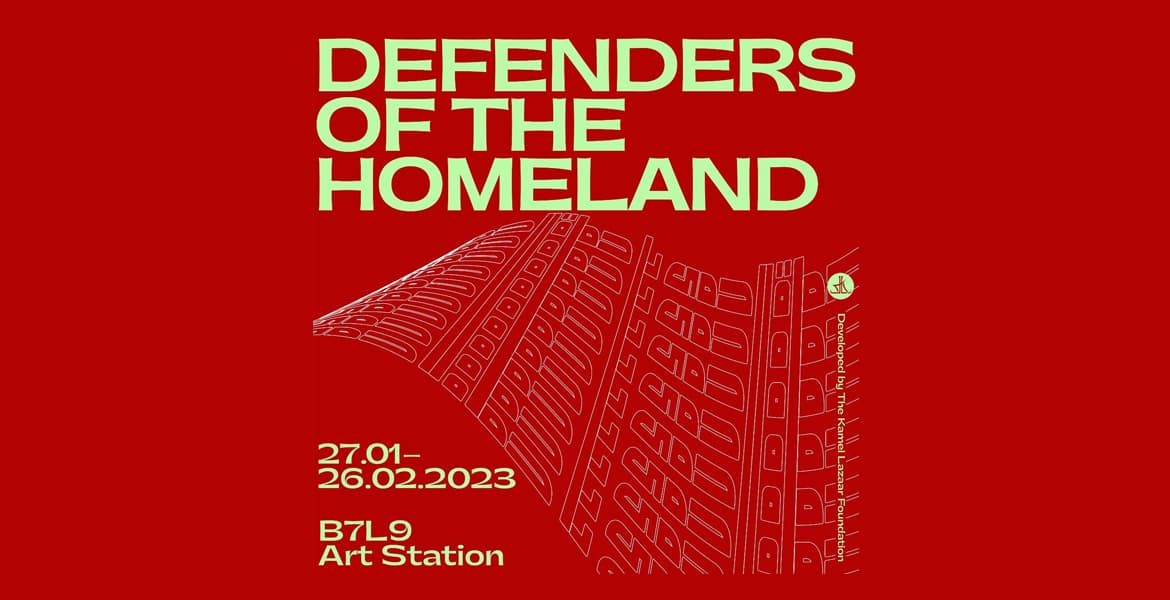 DEFENDERS
OF THE
HOMELAND
Developed by The Kamel Lazaar Foundation
27.01–
26.02.2023
B7L9
Art Station